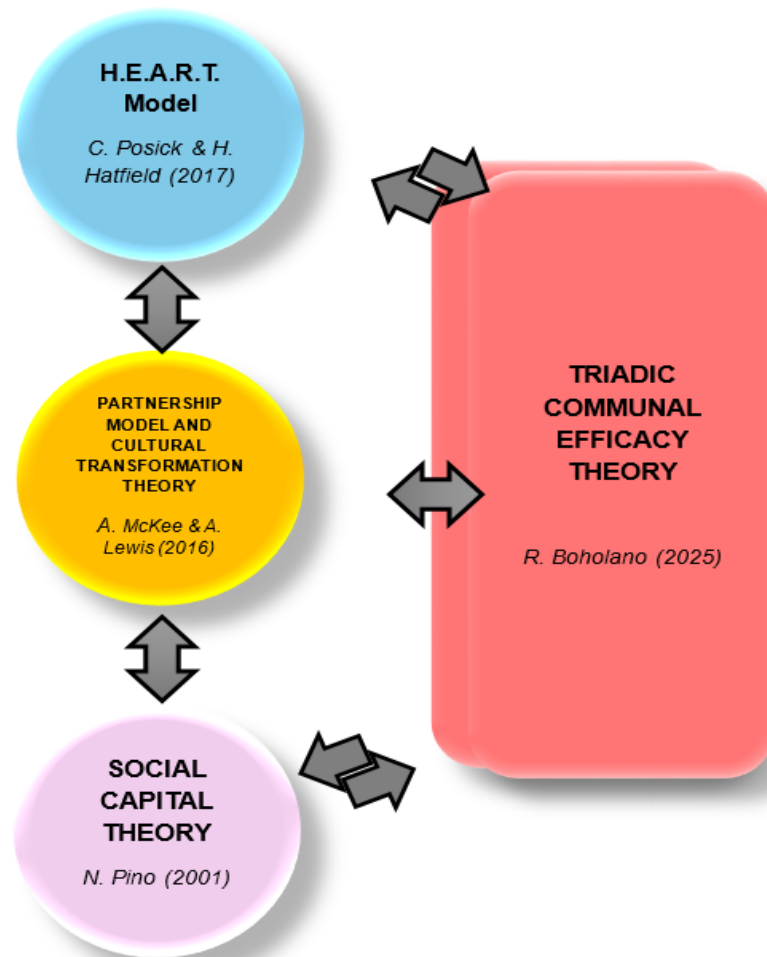 H.E.A.R.T.
Model
C. Posick & H.
Hatfield (2017)
PARTNERSHIP
MODEL AND
CULTURAL
TRANSFORMATION
THEORY
A. McKee & A.
Lewis (2016)
SOCIAL
CAPITAL
THEORY
N. Pino (2001)
TRIADIC
COMMUNAL
EFFICACY
THEORY
R. Boholano (2025)